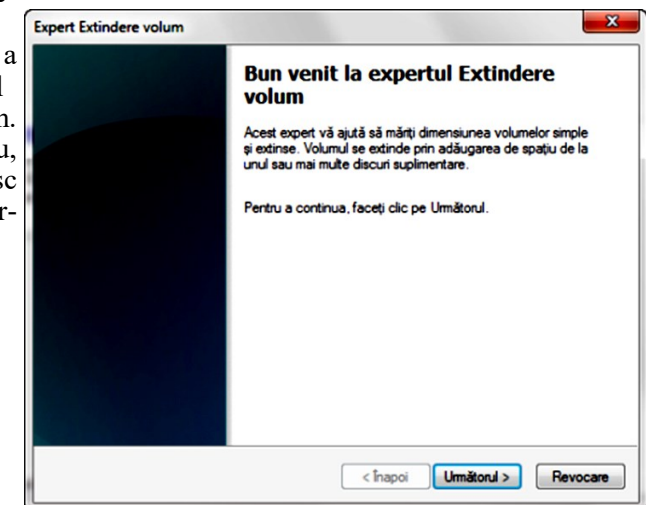 Expert Extindere volum
a
Bun venit la expertul Extindere
volum
Acest expert vă ajută să măriți dimensiunea volumelor simple
și extinse. Volumul se extinde prin adăugarea de spațiu de la
unul sau mai multe discuri suplimentare.
Pentru a continua, faceți clic pe Următorul.
< Înapoi
Următorul >
Revocare